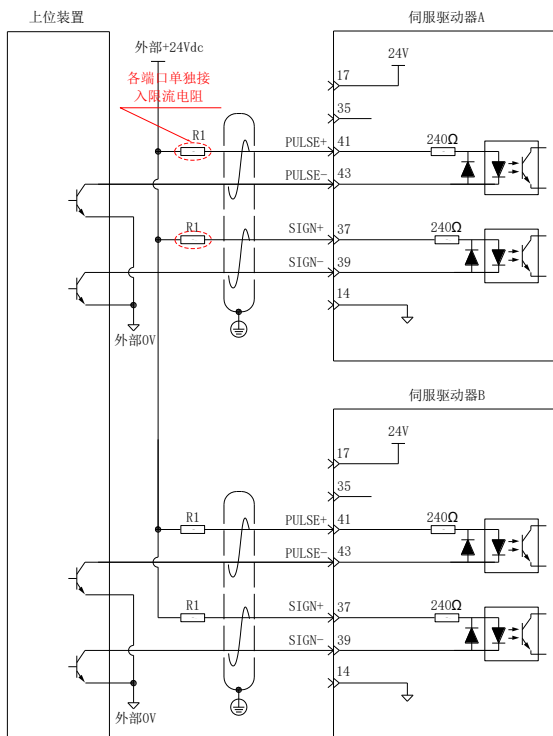 上位装置
伺服驱动器A
外部+24Vdc
各端口单独接
入限流电阻
17
24V
35
R1
PULSE+
41
240Ω
PULSE-
43
R1
SIGN+
37
240Ω
SIGN-
39
14
外部0V
伺服驱动器B
17
24V
35
R1
PULSE+
41
240Ω
PULSE-
43
R1
SIGN+
37
240Ω
SIGN-
39
14
外部0V